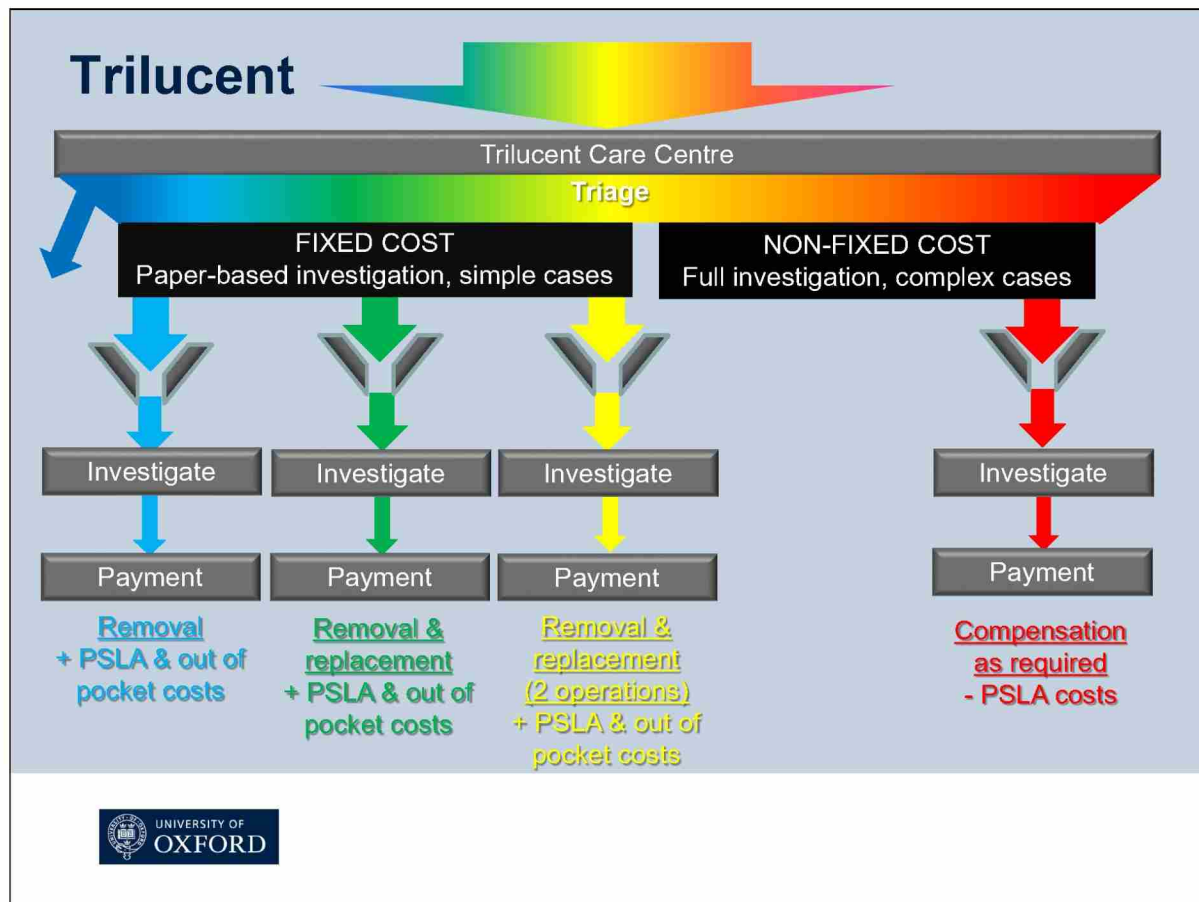 Trilucent
Trilucent Care Centre
Triage
FIXED COST
Paper-based investigation, simple cases
NON-FIXED COST
Full investigation, complex cases
Investigate
Investigate
Investigate
Investigate
Payment
Payment
Payment
Payment
Removal
+ PSLA & out of
pocket costs
Removal &
replacement
+ PSLA & out of
pocket costs
Removal &
replacement
(2 operations)
+ PSLA & out of
pocket costs
Compensation
as required
- PSLA costs
UNIVERSITY OF
OXFORD